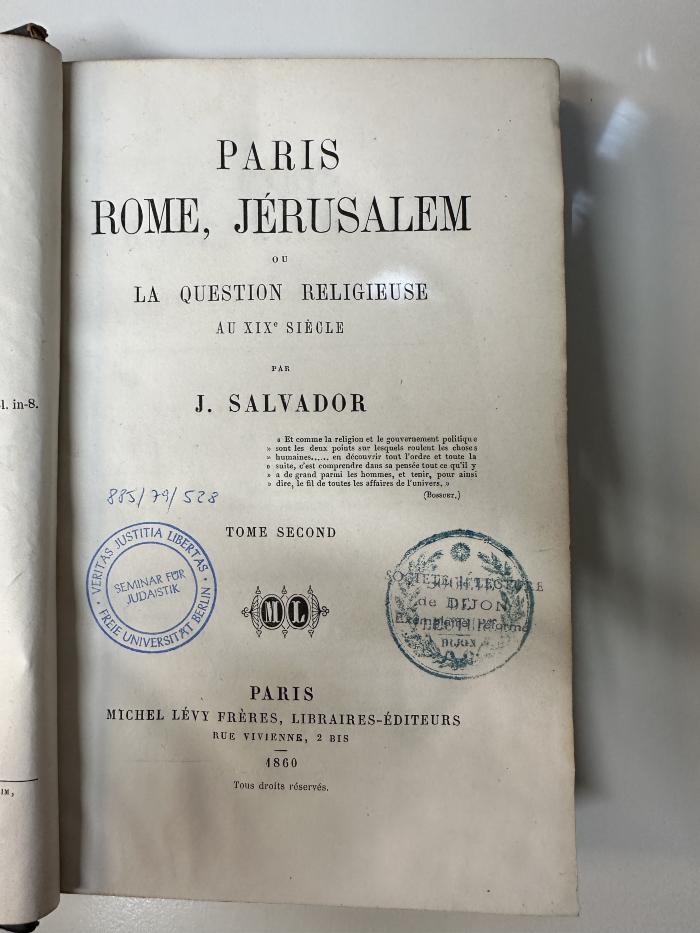 l. in-8.
IM,
PARIS
ROME, JÉRUSALEM
OU
LA QUESTION RELIGIEUSE
AU XIXe SIÈCLE
PAR
J. SALVADOR
« Et comme la religion et le gouvernement politique
» sont les deux points sur lesquels roulent les choses
» humaines...... en découvrir tout l'ordre et toute la
» suite, c'est comprendre dans sa pensée tout ce qu'il y
» a de grand parmi les hommes, et tenir, pour ainsi
» dire, le fil de toutes les affaires de l'univers. »
(BOSSUET.)
885/79/528
TOME SECOND
VERITAS JUSTITIA LIBERTAS
SEMINAR FÜR
JUDAISTIK
FREIE UNIVERSITÄT BERLIN
SOCIÉTÉ LECTURE
de DIJON
DIJON
ML
PARIS
MICHEL LÉVY FRÈRES, LIBRAIRES-ÉDITEURS
RUE VIVIENNE, 2 BIS
1860
Tous droits réservés.